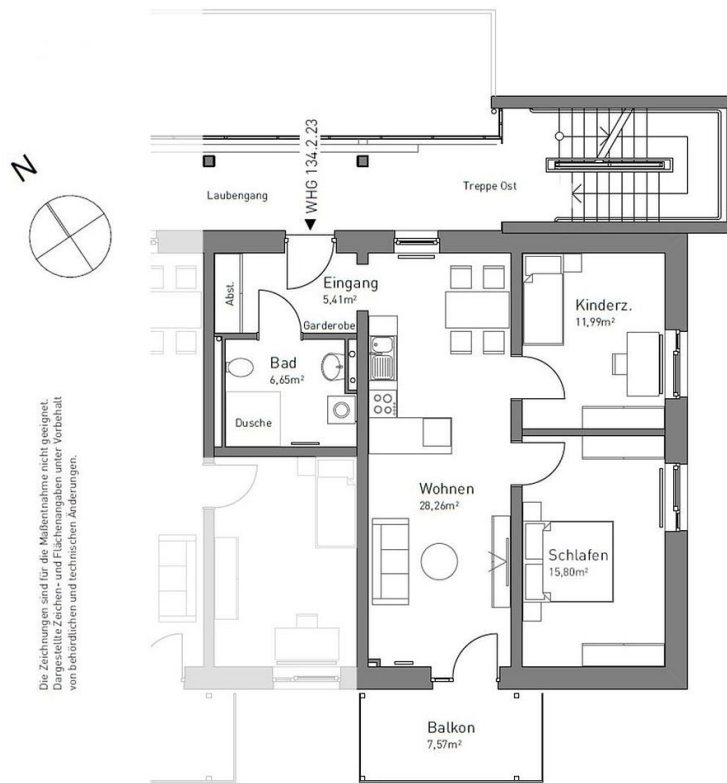 N
WHG 134.2.23
Laubengang
Treppe Ost
Abst.
Eingang
5,41m²
Garderobe
Kinderz.
11,99m²
Bad
6,65m²
Dusche
Wohnen
28,26m²
Schlafen
15,80m²
Balkon
7,57m²
Die Zeichnungen sind für die Maßentnahme nicht geeignet.
Dargestellte Zeichen- und Flächenangaben unter Vorbehalt
von behördlichen und technischen Änderungen.